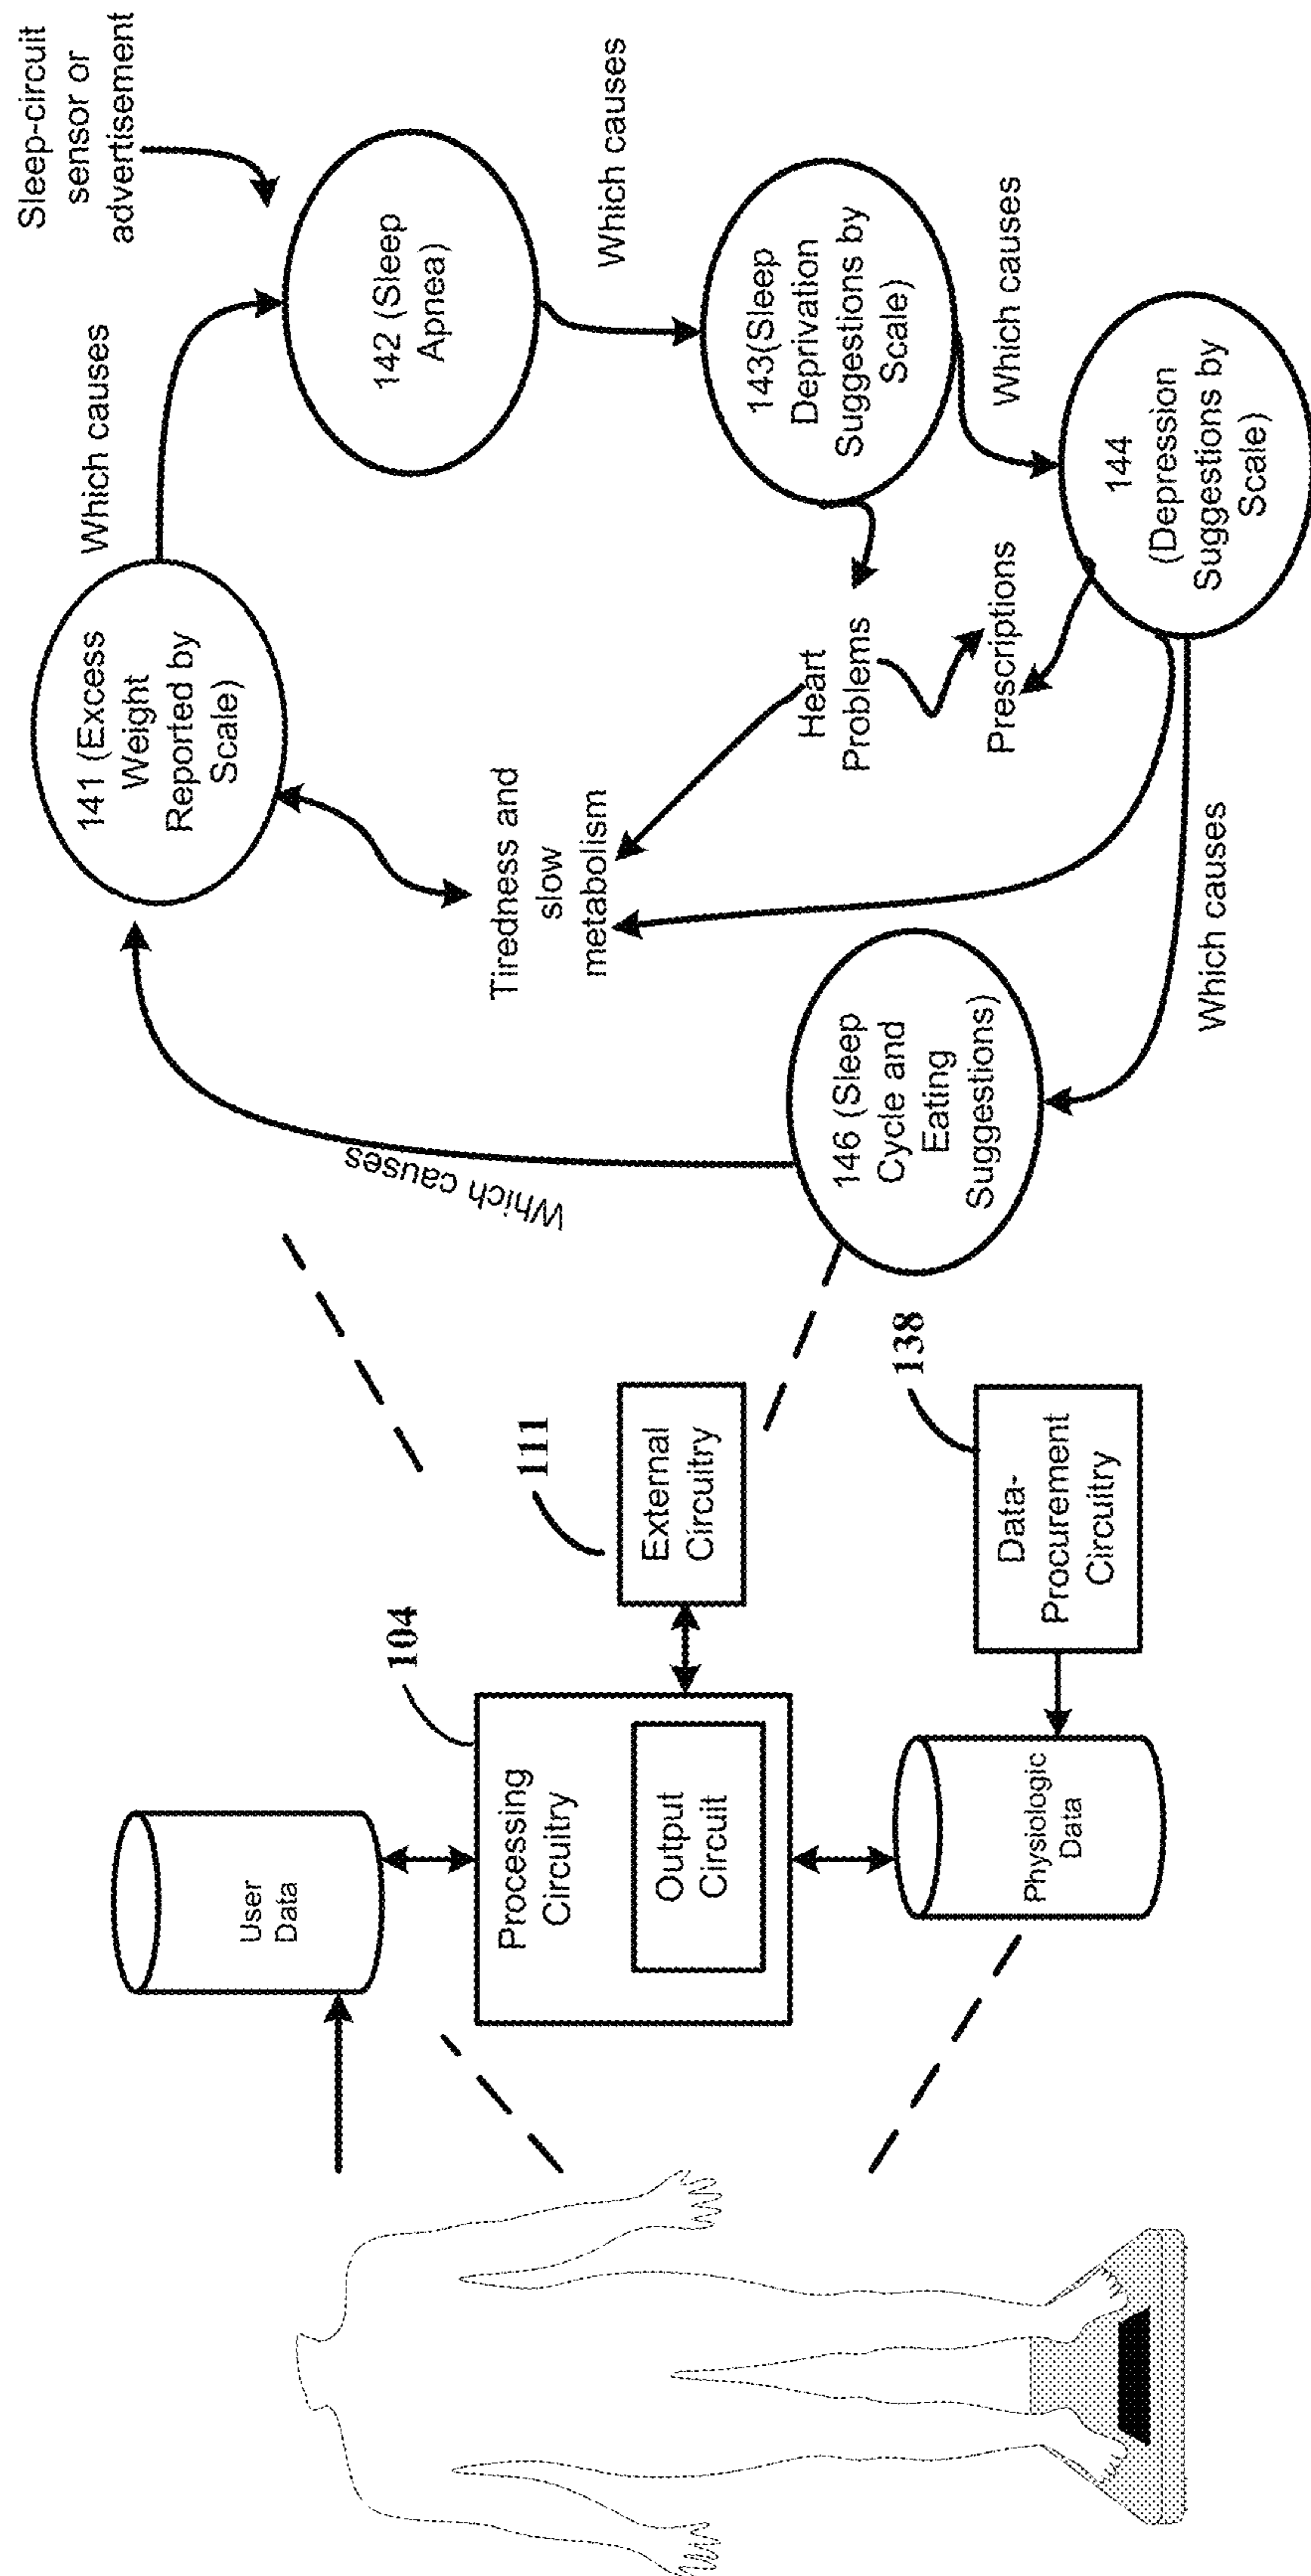 User
Data
104
Processing
Circuitry
Output
Circuit
Physiologic
Data
111
External
Circuitry
138
Data-
Procurement
Circuitry
Sleep-circuit
sensor or
advertisement
141 (Excess
Weight
Reported by
Scale)
Which causes
142 (Sleep
Apnea)
Which causes
143(Sleep
Deprivation
Suggestions by
Scale)
Which causes
144
(Depression
Suggestions by
Scale)
Which causes
146 (Sleep
Cycle and
Eating
Suggestions)
Which causes
Tiredness and
slow
metabolism
Heart
Problems
Prescriptions